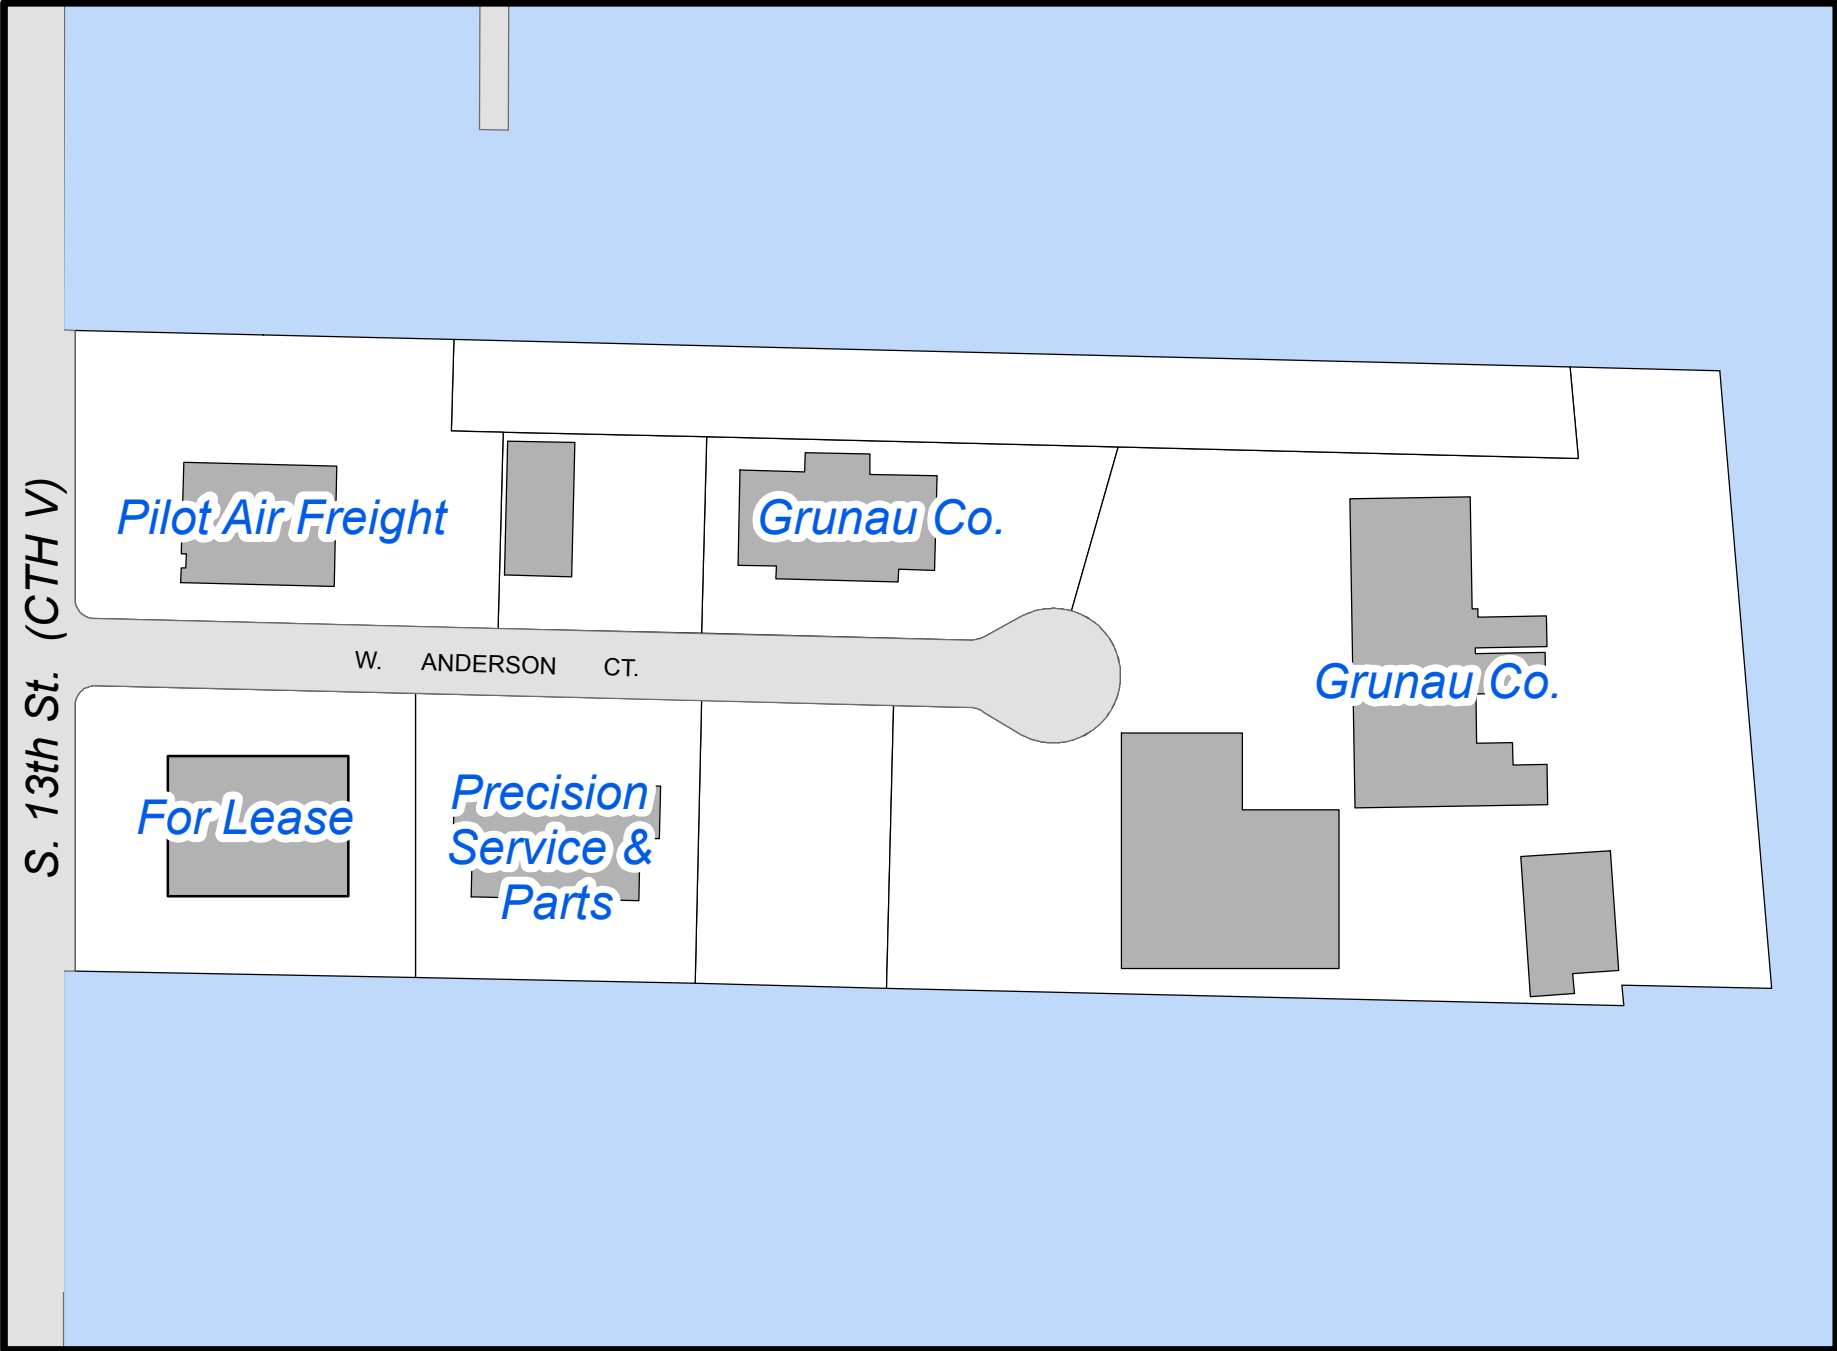 Pilot Air Freight
Grunau Co.
S. 13th St. (CTH V)
W. ANDERSON CT.
Grunau Co.
For Lease
Precision
Service &
Parts